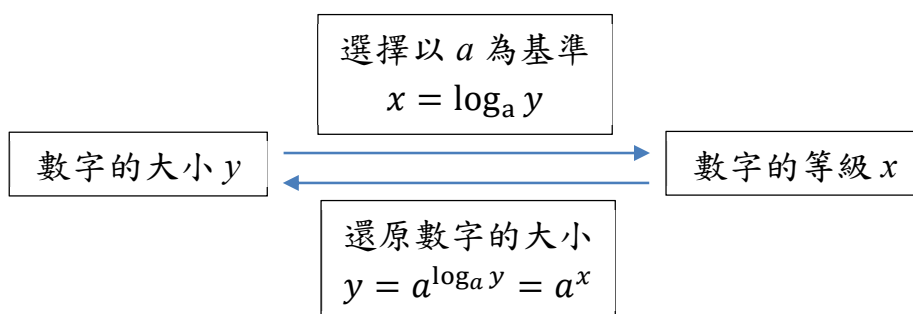 選擇以 a 為基準
x = logₐ y
數字的大小 y
數字的等級 x
還原數字的大小
y = a^{logₐ y} = a^x